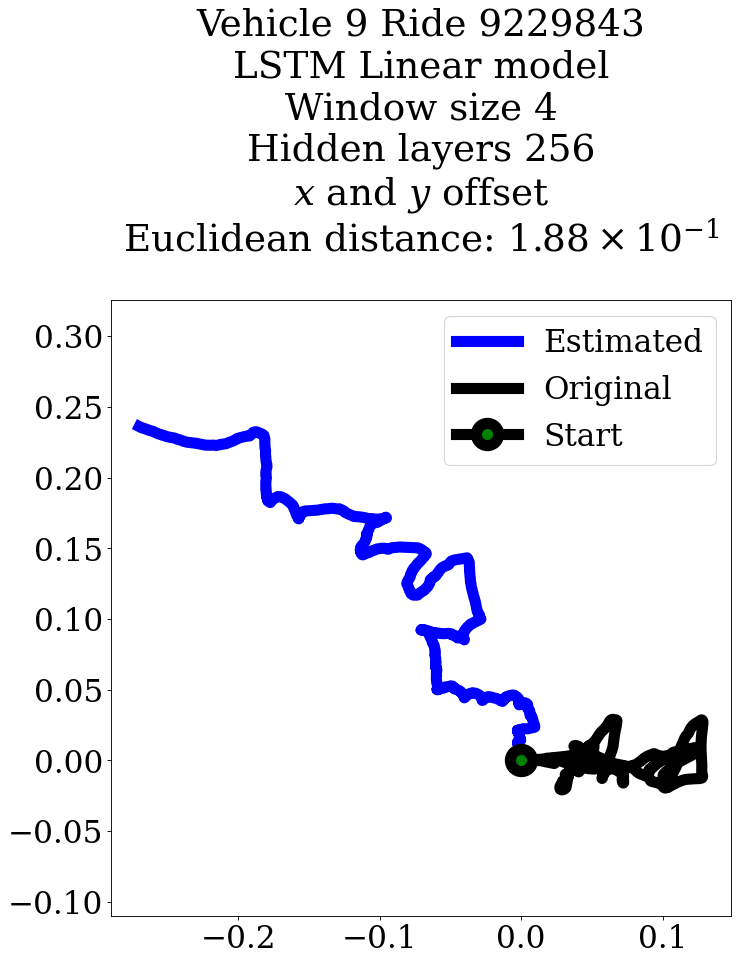 Vehicle 9 Ride 9229843
LSTM Linear model
Window size 4
Hidden layers 256
x and y offset
Euclidean distance: 1.88 × 10⁻¹
Estimated
Original
Start
0.30
0.25
0.20
0.15
0.10
0.05
0.00
−0.05
−0.10
−0.2 −0.1 0.0 0.1